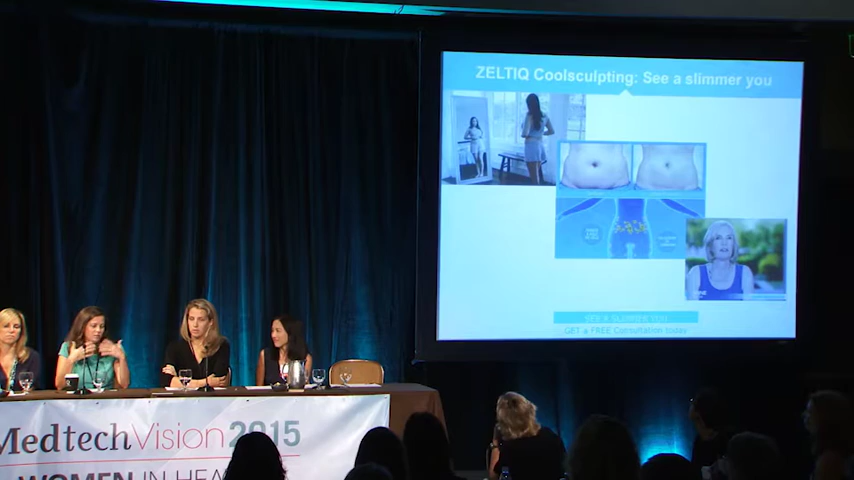 ZELTIQ Coolsculpting: See a slimmer you
SEE A SLIMMER YOU
GET a FREE Consultation today
MedtechVISION 2015
WOMEN IN HEA